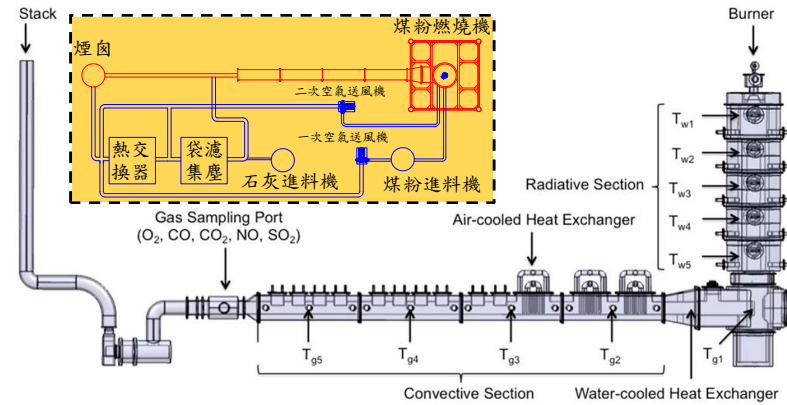 Stack
Burner
煙囪
煤粉燃燒機
二次空氣送風機
一次空氣送風機
熱交
換器
袋濾
集塵
石灰進料機
煤粉進料機
Tw1
Tw2
Tw3
Tw4
Tw5
Radiative Section
Gas Sampling Port
(O2, CO, CO2, NO, SO2)
Air-cooled Heat Exchanger
Tg5
Tg4
Tg3
Tg2
Tg1
Convective Section
Water-cooled Heat Exchanger